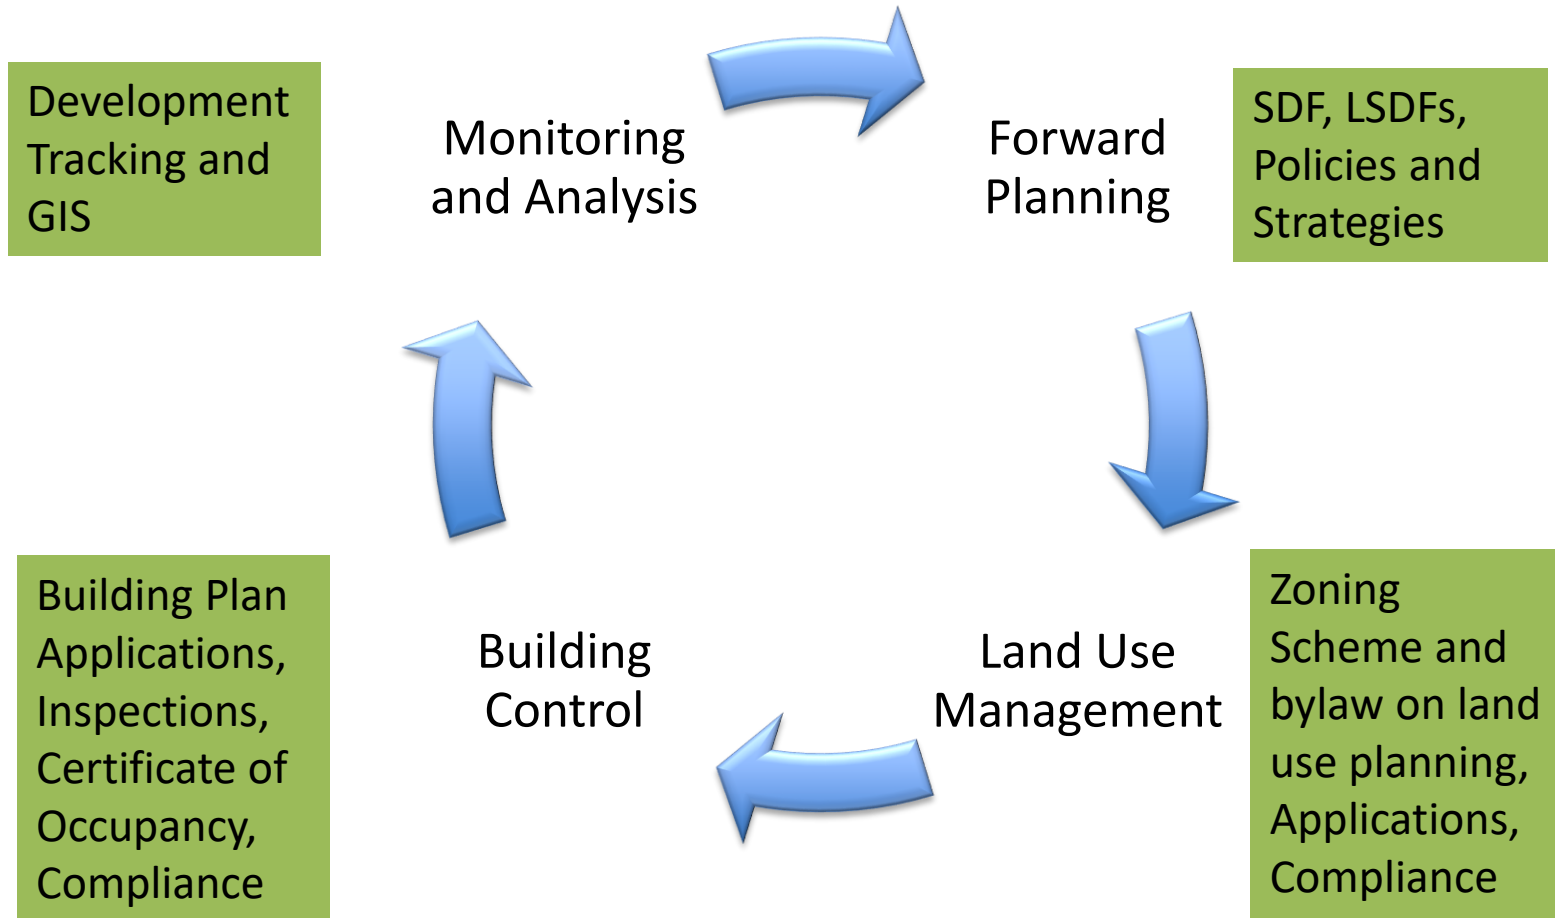 Development
Tracking and
GIS
Monitoring
and Analysis
Forward
Planning
SDF, LSDFs,
Policies and
Strategies
Building Plan
Applications,
Inspections,
Certificate of
Occupancy,
Compliance
Building
Control
Land Use
Management
Zoning
Scheme and
bylaw on land
use planning,
Applications,
Compliance